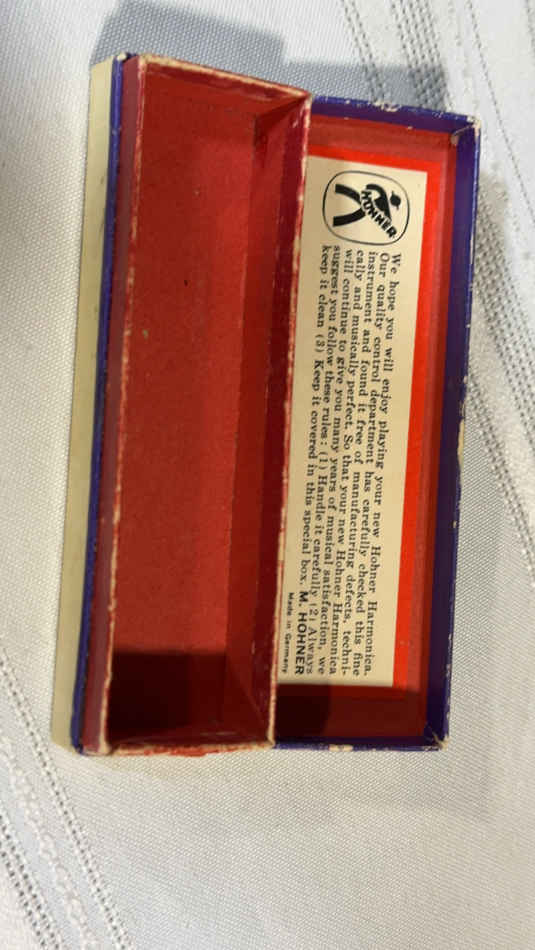 HOHNER
We hope you will enjoy playing your new Hohner Harmonica.
Our quality control department has carefully checked this fine
instrument and found it free of manufacturing defects, techni-
cally and musically perfect. So that your new Hohner Harmonica
will continue to give you many years of musical satisfaction, we
suggest you follow these rules: (1) Handle it carefully (2) Always
keep it clean (3) Keep it covered in this special box. M. HOHNER
Made in Germany